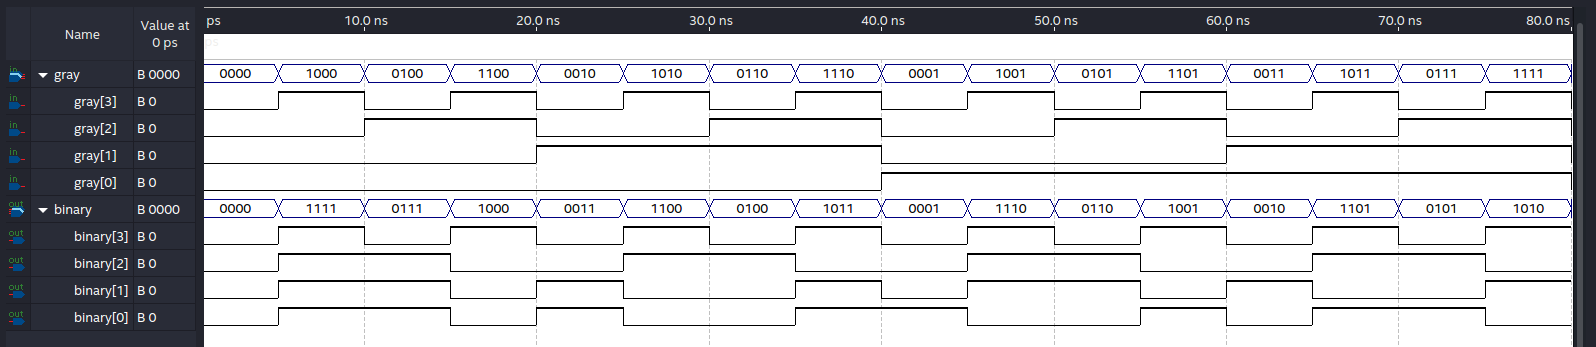 ps 10.0 ns 20.0 ns 30.0 ns 40.0 ns 50.0 ns 60.0 ns 70.0 ns 80.0 ns
Name Value at 0 ps
ps
in gray B 0000 0000 1000 0100 1100 0010 1010 0110 1110 0001 1001 0101 1101 0011 1011 0111 1111
in gray[3] B 0
in gray[2] B 0
in gray[1] B 0
in gray[0] B 0
out binary B 0000 0000 1111 0111 1000 0011 1100 0100 1011 0001 1110 0110 1001 0010 1101 0101 1010
out binary[3] B 0
out binary[2] B 0
out binary[1] B 0
out binary[0] B 0